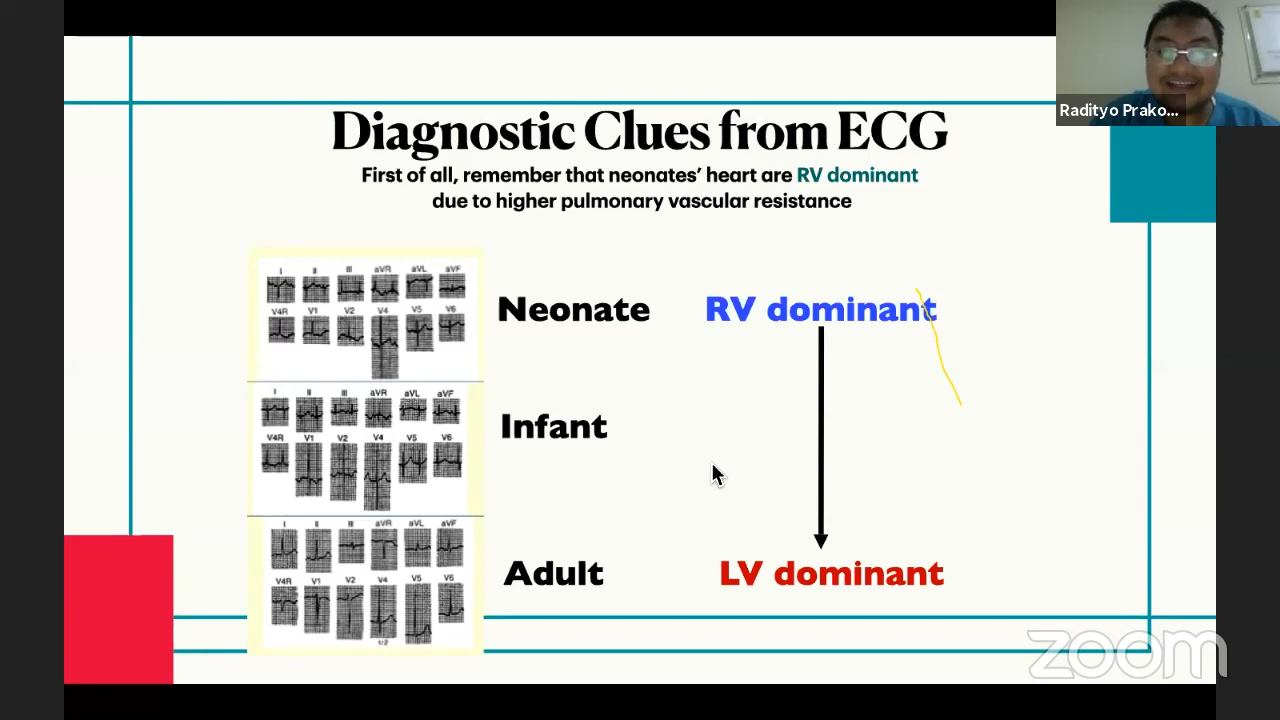 Radityo Prako...
Diagnostic Clues from ECG
First of all, remember that neonates' heart are RV dominant
due to higher pulmonary vascular resistance
I II III aVR aVL aVF
V4R V1 V2 V4 V5 V6
Neonate RV dominant
I II III aVR aVL aVF
V4R V1 V2 V4 V5 V6
Infant
I II III aVR aVL aVF
V4R V1 V2 V4 V5 V6
Adult LV dominant
zoom